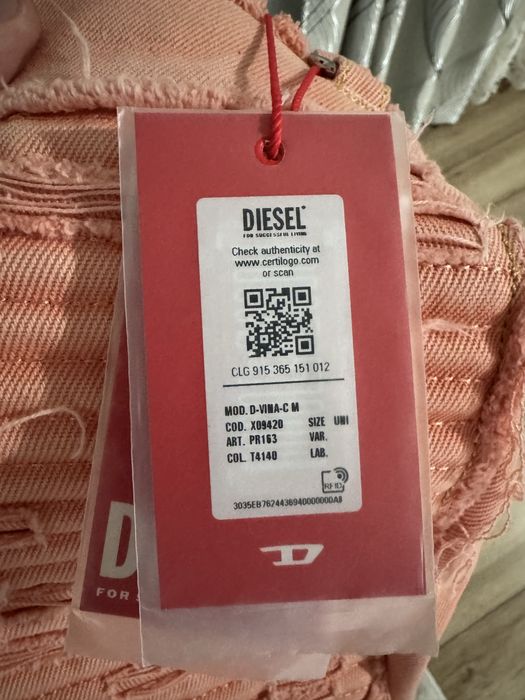 DIESEL
FOR SUCCESSFUL LIVING
Check authenticity at
www.certilogo.com
or scan
CLG 915 365 151 012
MOD. D-VINA-C M
COD. X09420 SIZE UNI
ART. PR163 VAR.
COL. T4140 LAB.
RFID
D
D
FOR